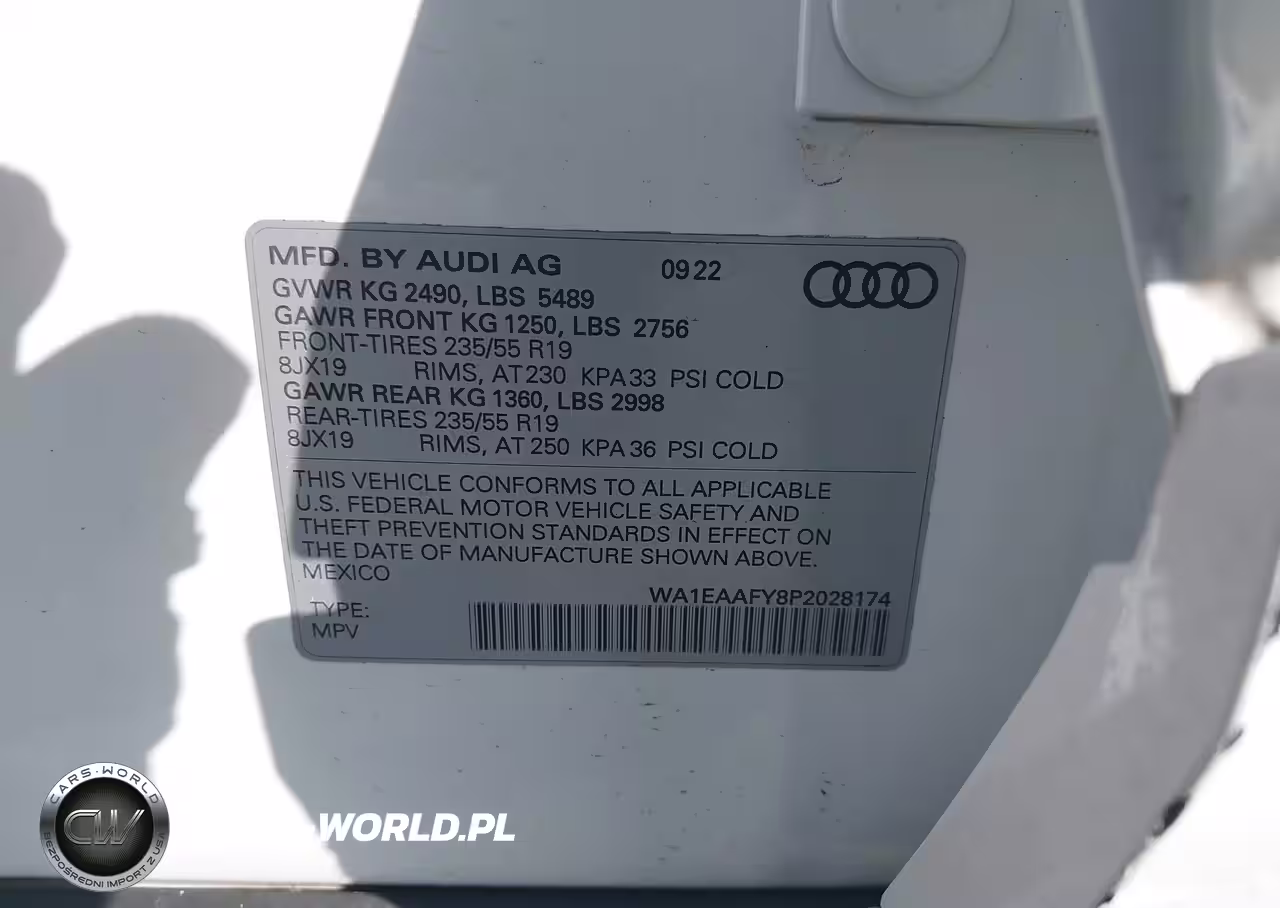 MFD. BY AUDI AG 09 22
GVWR KG 2490, LBS 5489
GAWR FRONT KG 1250, LBS 2756
FRONT-TIRES 235/55 R19
8JX19 RIMS, AT 230 KPA 33 PSI COLD
GAWR REAR KG 1360, LBS 2998
REAR-TIRES 235/55 R19
8JX19 RIMS, AT 250 KPA 36 PSI COLD
THIS VEHICLE CONFORMS TO ALL APPLICABLE
U.S. FEDERAL MOTOR VEHICLE SAFETY AND
THEFT PREVENTION STANDARDS IN EFFECT ON
THE DATE OF MANUFACTURE SHOWN ABOVE.
MEXICO
WA1EAAFY8P2028174
TYPE:
MPV
CARS-WORLD
CW
BEZPOŚREDNI IMPORT Z USA
-WORLD.PL